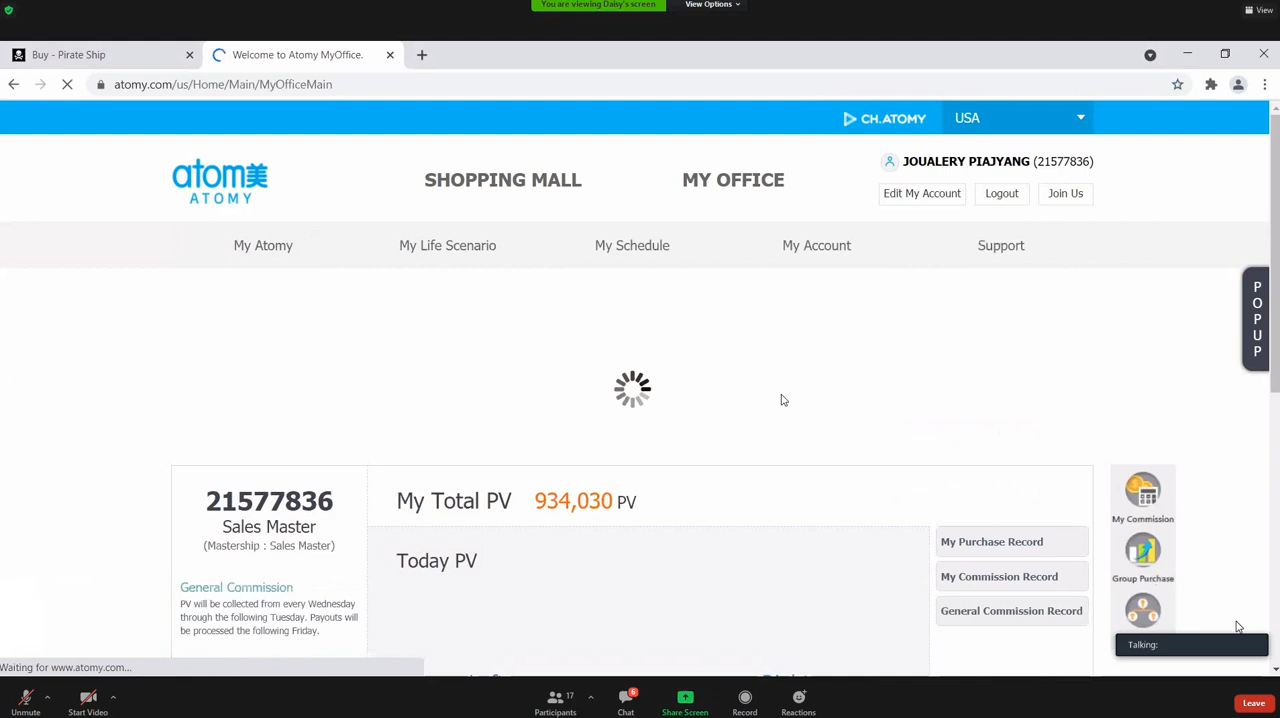 You are viewing Daisy's screen
View Options
View
Buy - Pirate Ship
Welcome to Atomy MyOffice.
atomy.com/us/Home/Main/MyOfficeMain
CH.ATOMY
USA
atom美
ATOMY
SHOPPING MALL
MY OFFICE
JOUALERY PIAJYANG (21577836)
Edit My Account
Logout
Join Us
My Atomy
My Life Scenario
My Schedule
My Account
Support
POPUP
21577836
Sales Master
(Mastership : Sales Master)
My Total PV 934,030 PV
Today PV
General Commission
PV will be collected from every Wednesday
through the following Tuesday. Payouts will
be processed the following Friday.
My Purchase Record
My Commission Record
General Commission Record
My Commission
Group Purchase
Talking:
Waiting for www.atomy.com...
Unmute
Start Video
17
Participants
6
Chat
Share Screen
Record
Reactions
Leave